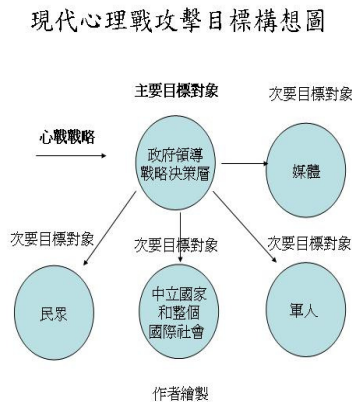 現代心理戰攻擊目標構想圖
主要目標對象
次要目標對象
心戰戰略
政府領導
戰略決策層
媒體
次要目標對象
次要目標對象
次要目標對象
民眾
中立國家
和整個
國際社會
軍人
作者繪製